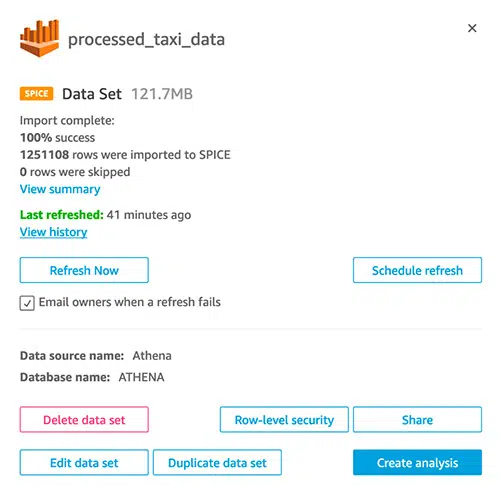 processed_taxi_data
SPICE Data Set 121.7MB
Import complete:
100% success
1251108 rows were imported to SPICE
0 rows were skipped
View summary
Last refreshed: 41 minutes ago
View history
Refresh Now Schedule refresh
Email owners when a refresh fails
Data source name: Athena
Database name: ATHENA
Delete data set Row-level security Share
Edit data set Duplicate data set Create analysis